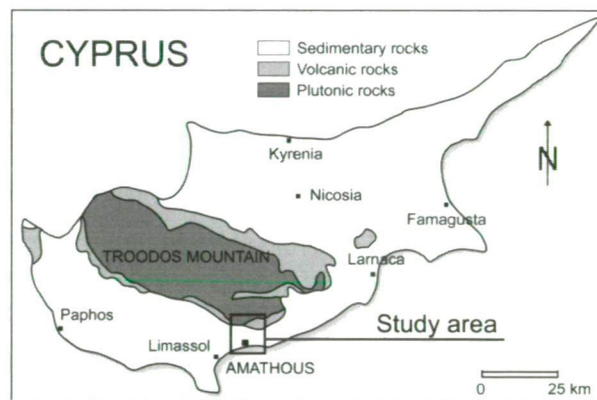 CYPRUS
Sedimentary rocks
Volcanic rocks
Plutonic rocks
Kyrenia
N
Nicosia
Famagusta
TROODOS MOUNTAIN
Larnaca
Paphos
Study area
Limassol
AMATHOUS
0 25 km